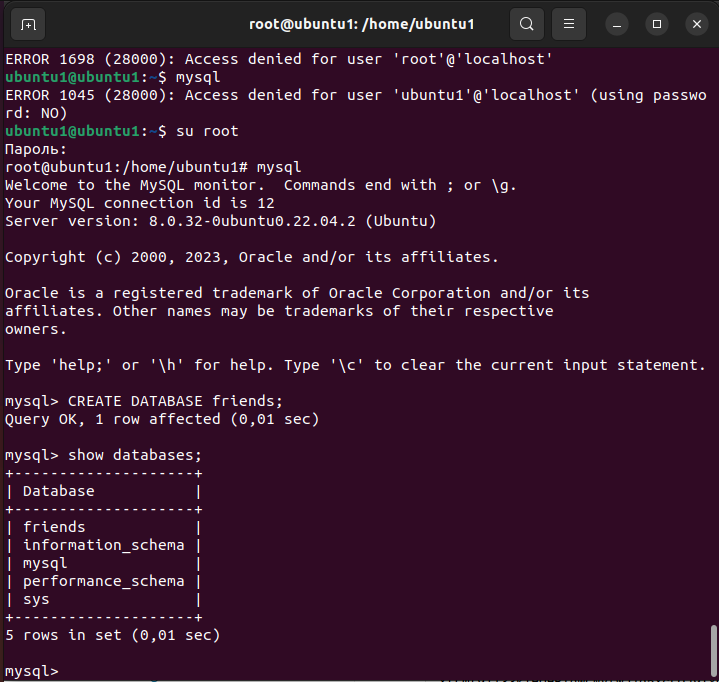 root@ubuntu1: /home/ubuntu1
ERROR 1698 (28000): Access denied for user 'root'@'localhost'
ubuntu1@ubuntu1:~$ mysql
ERROR 1045 (28000): Access denied for user 'ubuntu1'@'localhost' (using passwo
rd: NO)
ubuntu1@ubuntu1:~$ su root
Пароль:
root@ubuntu1:/home/ubuntu1# mysql
Welcome to the MySQL monitor.  Commands end with ; or \g.
Your MySQL connection id is 12
Server version: 8.0.32-0ubuntu0.22.04.2 (Ubuntu)
Copyright (c) 2000, 2023, Oracle and/or its affiliates.
Oracle is a registered trademark of Oracle Corporation and/or its
affiliates. Other names may be trademarks of their respective
owners.
Type 'help;' or '\h' for help. Type '\c' to clear the current input statement.
mysql> CREATE DATABASE friends;
Query OK, 1 row affected (0,01 sec)
mysql> show databases;
+--------------------+
| Database           |
+--------------------+
| friends            |
| information_schema |
| mysql              |
| performance_schema |
| sys                |
+--------------------+
5 rows in set (0,01 sec)
mysql>